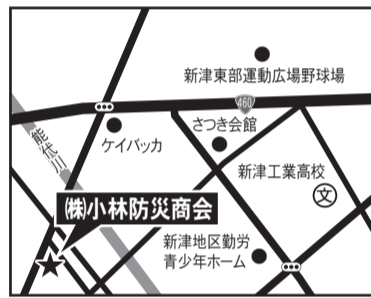 新津東部運動広場野球場
460
能代川
ケイバッカ
さつき会館
新津工業高校
文
㈱小林防災商会
新津地区勤労
青少年ホーム